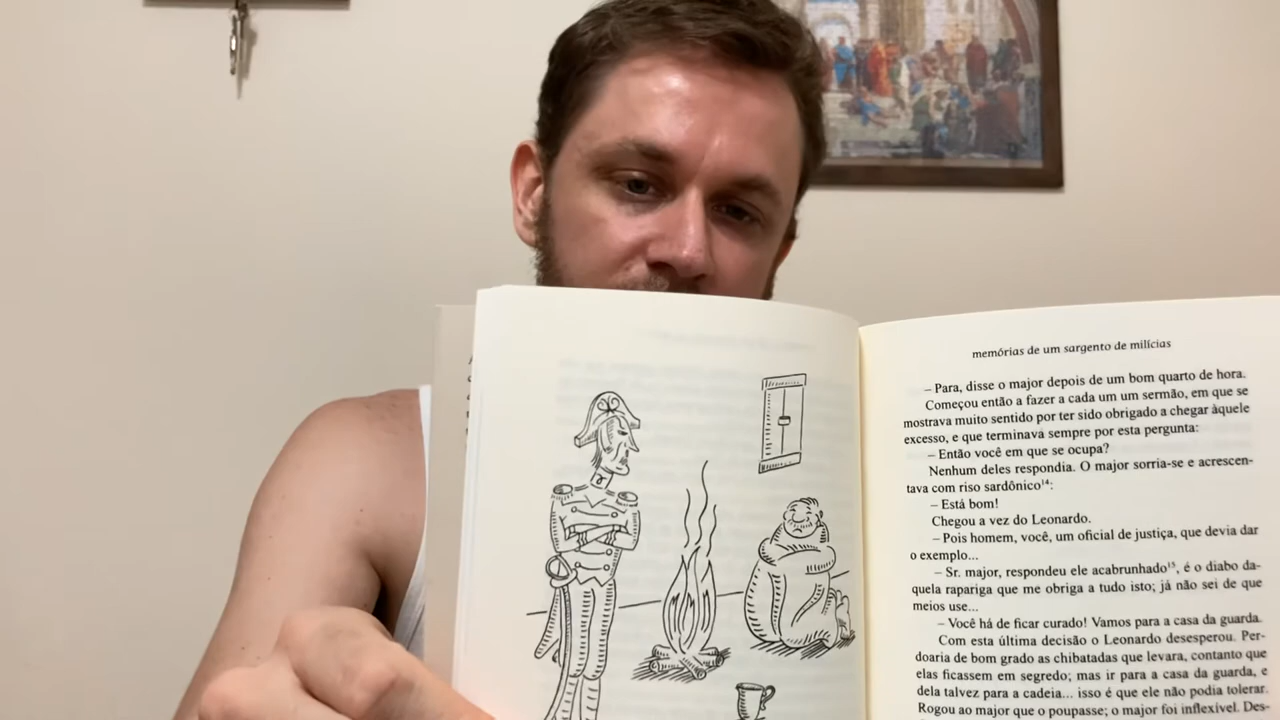 memórias de um sargento de milícias
– Para, disse o major depois de um bom quarto de hora.
Começou então a fazer a cada um um sermão, em que se
mostrava muito sentido por ter sido obrigado a chegar àquele
excesso, e que terminava sempre por esta pergunta:
– Então você em que se ocupa?
Nenhum deles respondia. O major sorria-se e acrescen-
tava com riso sardônico¹⁴:
– Está bom!
Chegou a vez do Leonardo.
– Pois homem, você, um oficial de justiça, que devia dar
o exemplo...
– Sr. major, respondeu ele acabrunhado¹⁵, é o diabo da-
quela rapariga que me obriga a tudo isto; já não sei de que
meios use...
– Você há de ficar curado! Vamos para a casa da guarda.
Com esta última decisão o Leonardo desesperou. Per-
doaria de bom grado as chibatadas que levara, contanto que
elas ficassem em segredo; mas ir para a casa da guarda, e
dela talvez para a cadeia... isso é que ele não podia tolerar.
Rogou ao major que o poupasse; o major foi inflexível. Des-